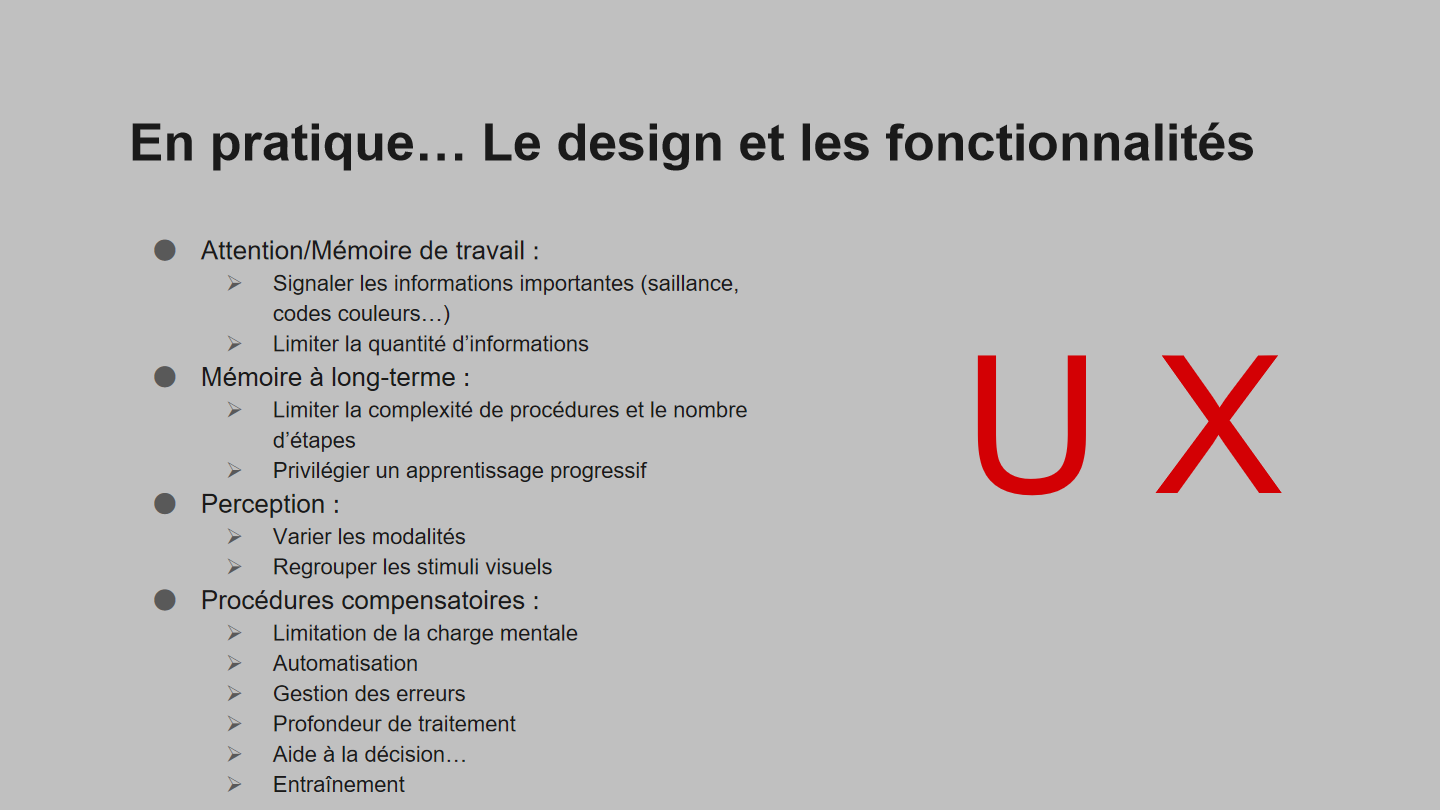 En pratique… Le design et les fonctionnalités
● Attention/Mémoire de travail :
➢ Signaler les informations importantes (saillance,
codes couleurs…)
➢ Limiter la quantité d’informations
● Mémoire à long-terme :
➢ Limiter la complexité de procédures et le nombre
d’étapes
➢ Privilégier un apprentissage progressif
● Perception :
➢ Varier les modalités
➢ Regrouper les stimuli visuels
● Procédures compensatoires :
➢ Limitation de la charge mentale
➢ Automatisation
➢ Gestion des erreurs
➢ Profondeur de traitement
➢ Aide à la décision…
➢ Entraînement
U X